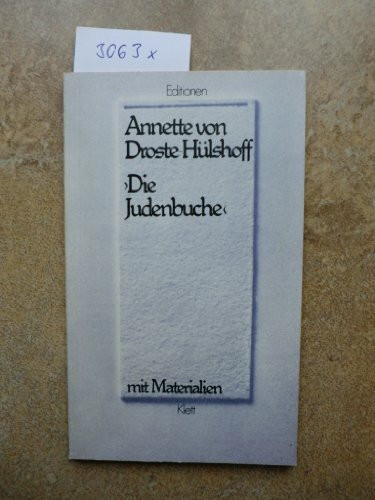 3063 x
Editionen
Annette von
Droste-Hülshoff
›Die
Judenbuche‹
mit Materialien
Klett